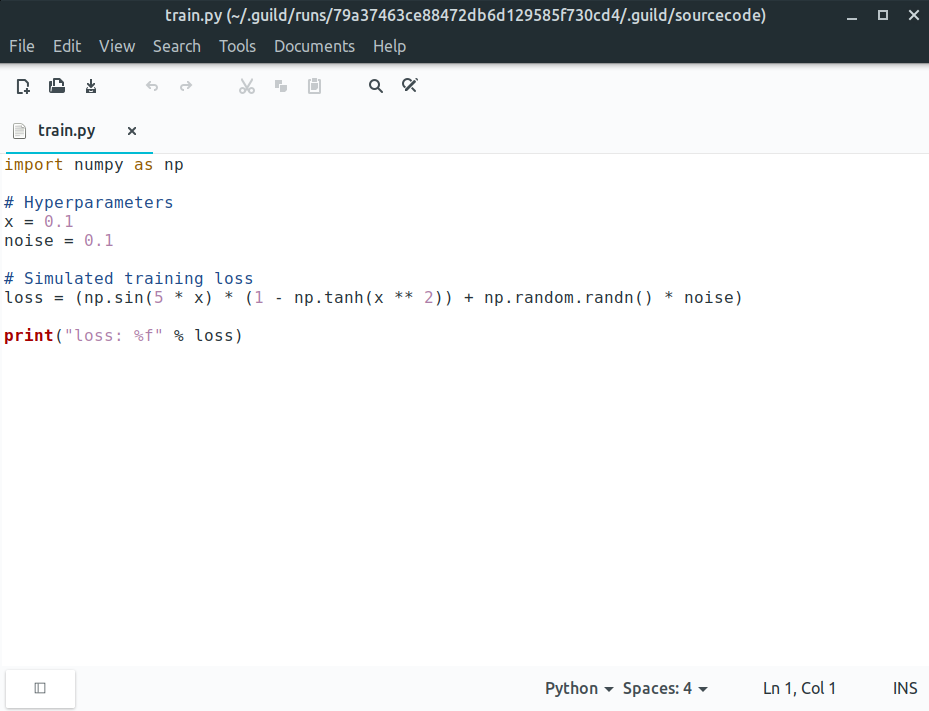 train.py (~/.guild/runs/79a37463ce88472db6d129585f730cd4/.guild/sourcecode)
File Edit View Search Tools Documents Help
train.py
import numpy as np
# Hyperparameters
x = 0.1
noise = 0.1
# Simulated training loss
loss = (np.sin(5 * x) * (1 - np.tanh(x ** 2)) + np.random.randn() * noise)
print("loss: %f" % loss)
Python Spaces: 4 Ln 1, Col 1 INS